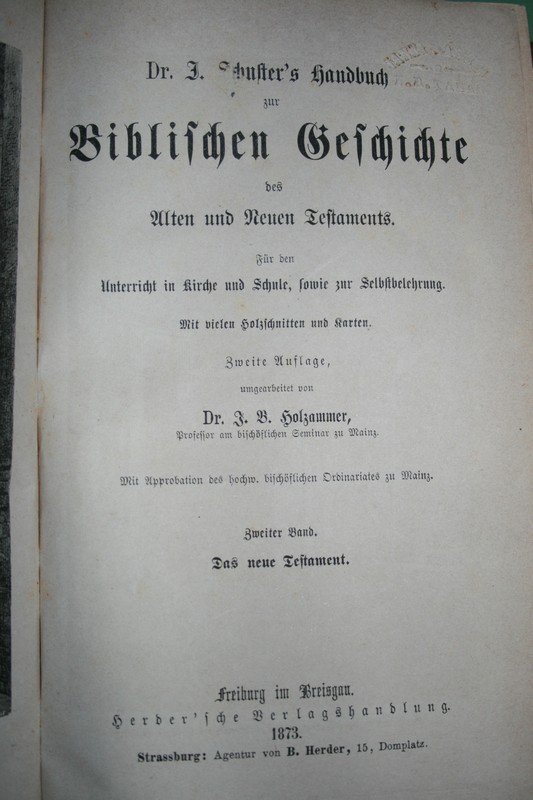 Dr. J. Schuster's Handbuch
zur
Biblischen Geschichte
des
Alten und Neuen Testaments.
Für den
Unterricht in Kirche und Schule, sowie zur Selbstbelehrung.
Mit vielen Holzschnitten und Karten.
Zweite Auflage,
umgearbeitet von
Dr. J. B. Holzammer,
Professor am bischöflichen Seminar zu Mainz.
Mit Approbation des hochw. bischöflichen Ordinariates zu Mainz.
Zweiter Band.
Das neue Testament.
Freiburg im Breisgau.
Herder'sche Verlagshandlung.
1873.
Strassburg: Agentur von B. Herder, 15, Domplatz.